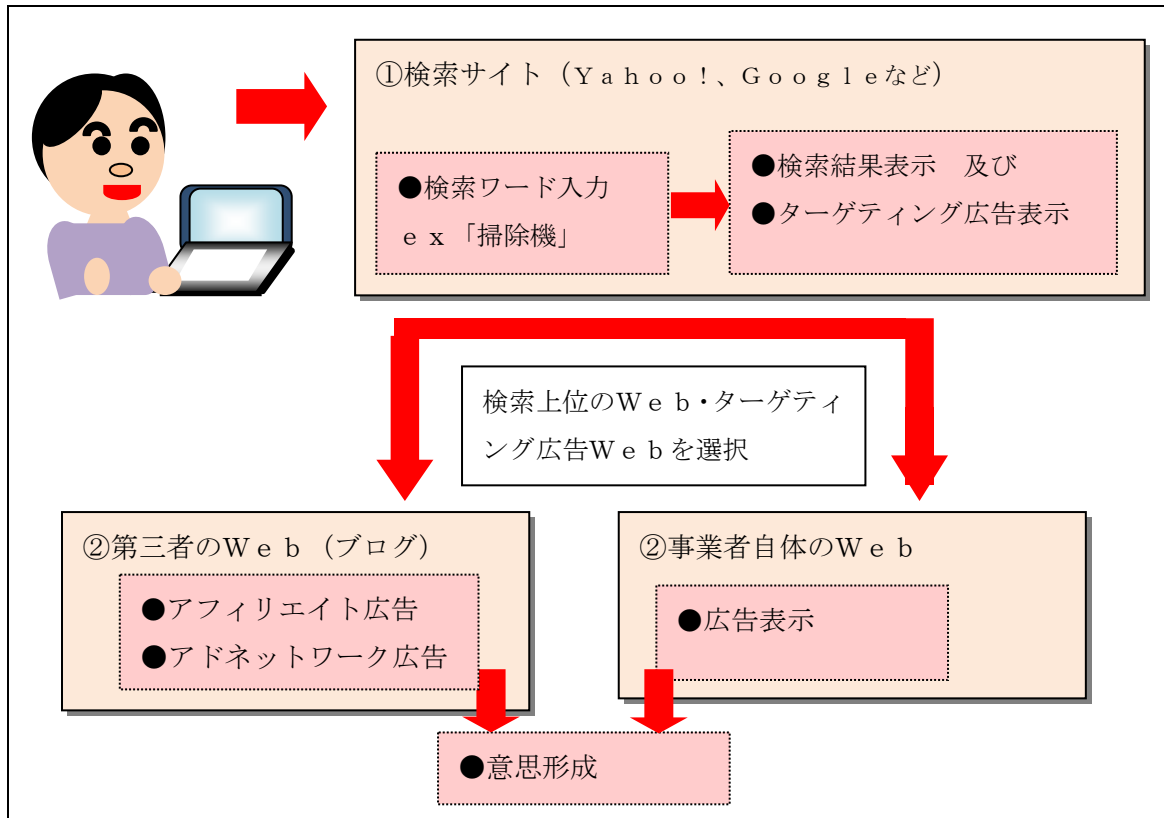 ①検索サイト（Ｙａｈｏｏ！、Ｇｏｏｇｌｅなど）
●検索ワード入力
ｅｘ「掃除機」
●検索結果表示　及び
●ターゲティング広告表示
検索上位のＷｅｂ・ターゲティ
ング広告Ｗｅｂを選択
②第三者のＷｅｂ（ブログ）
●アフィリエイト広告
●アドネットワーク広告
②事業者自体のＷｅｂ
●広告表示
●意思形成